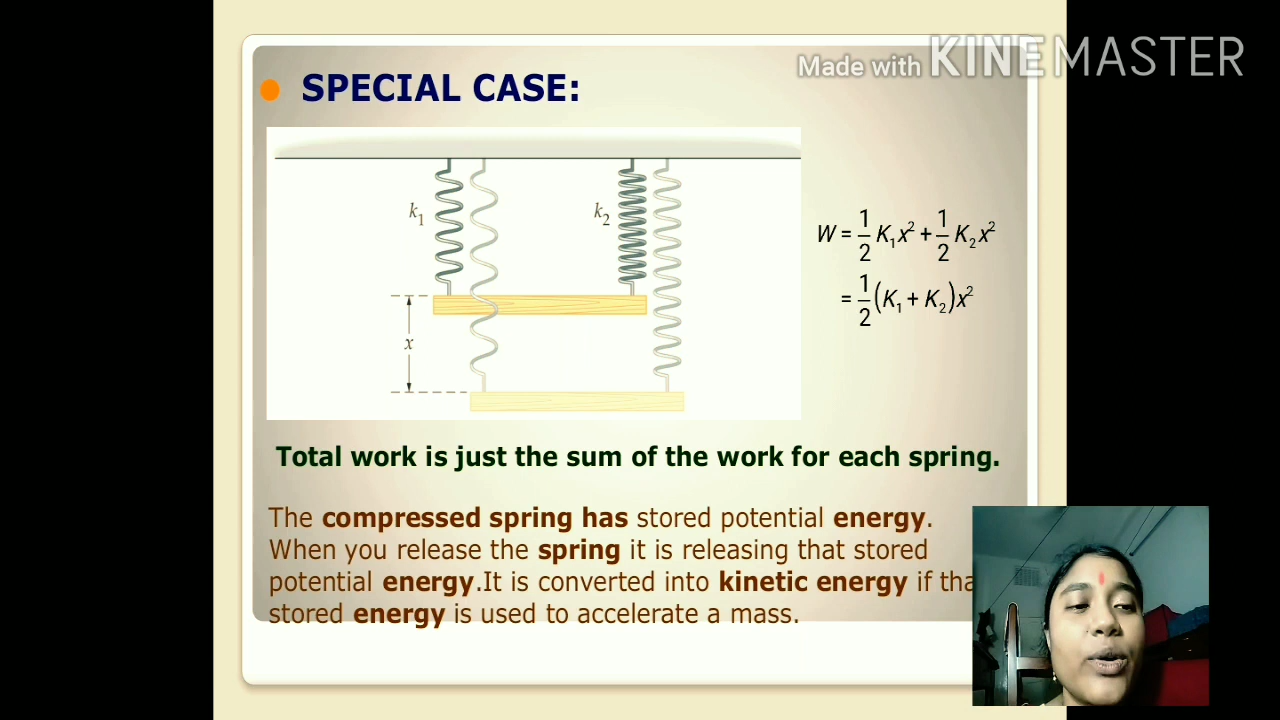 Made with KINEMASTER
SPECIAL CASE:
k₁
k₂
x
W = 1/2 K₁x² + 1/2 K₂x²
= 1/2 (K₁ + K₂)x²
Total work is just the sum of the work for each spring.
The compressed spring has stored potential energy.
When you release the spring it is releasing that stored
potential energy.It is converted into kinetic energy if tha
stored energy is used to accelerate a mass.